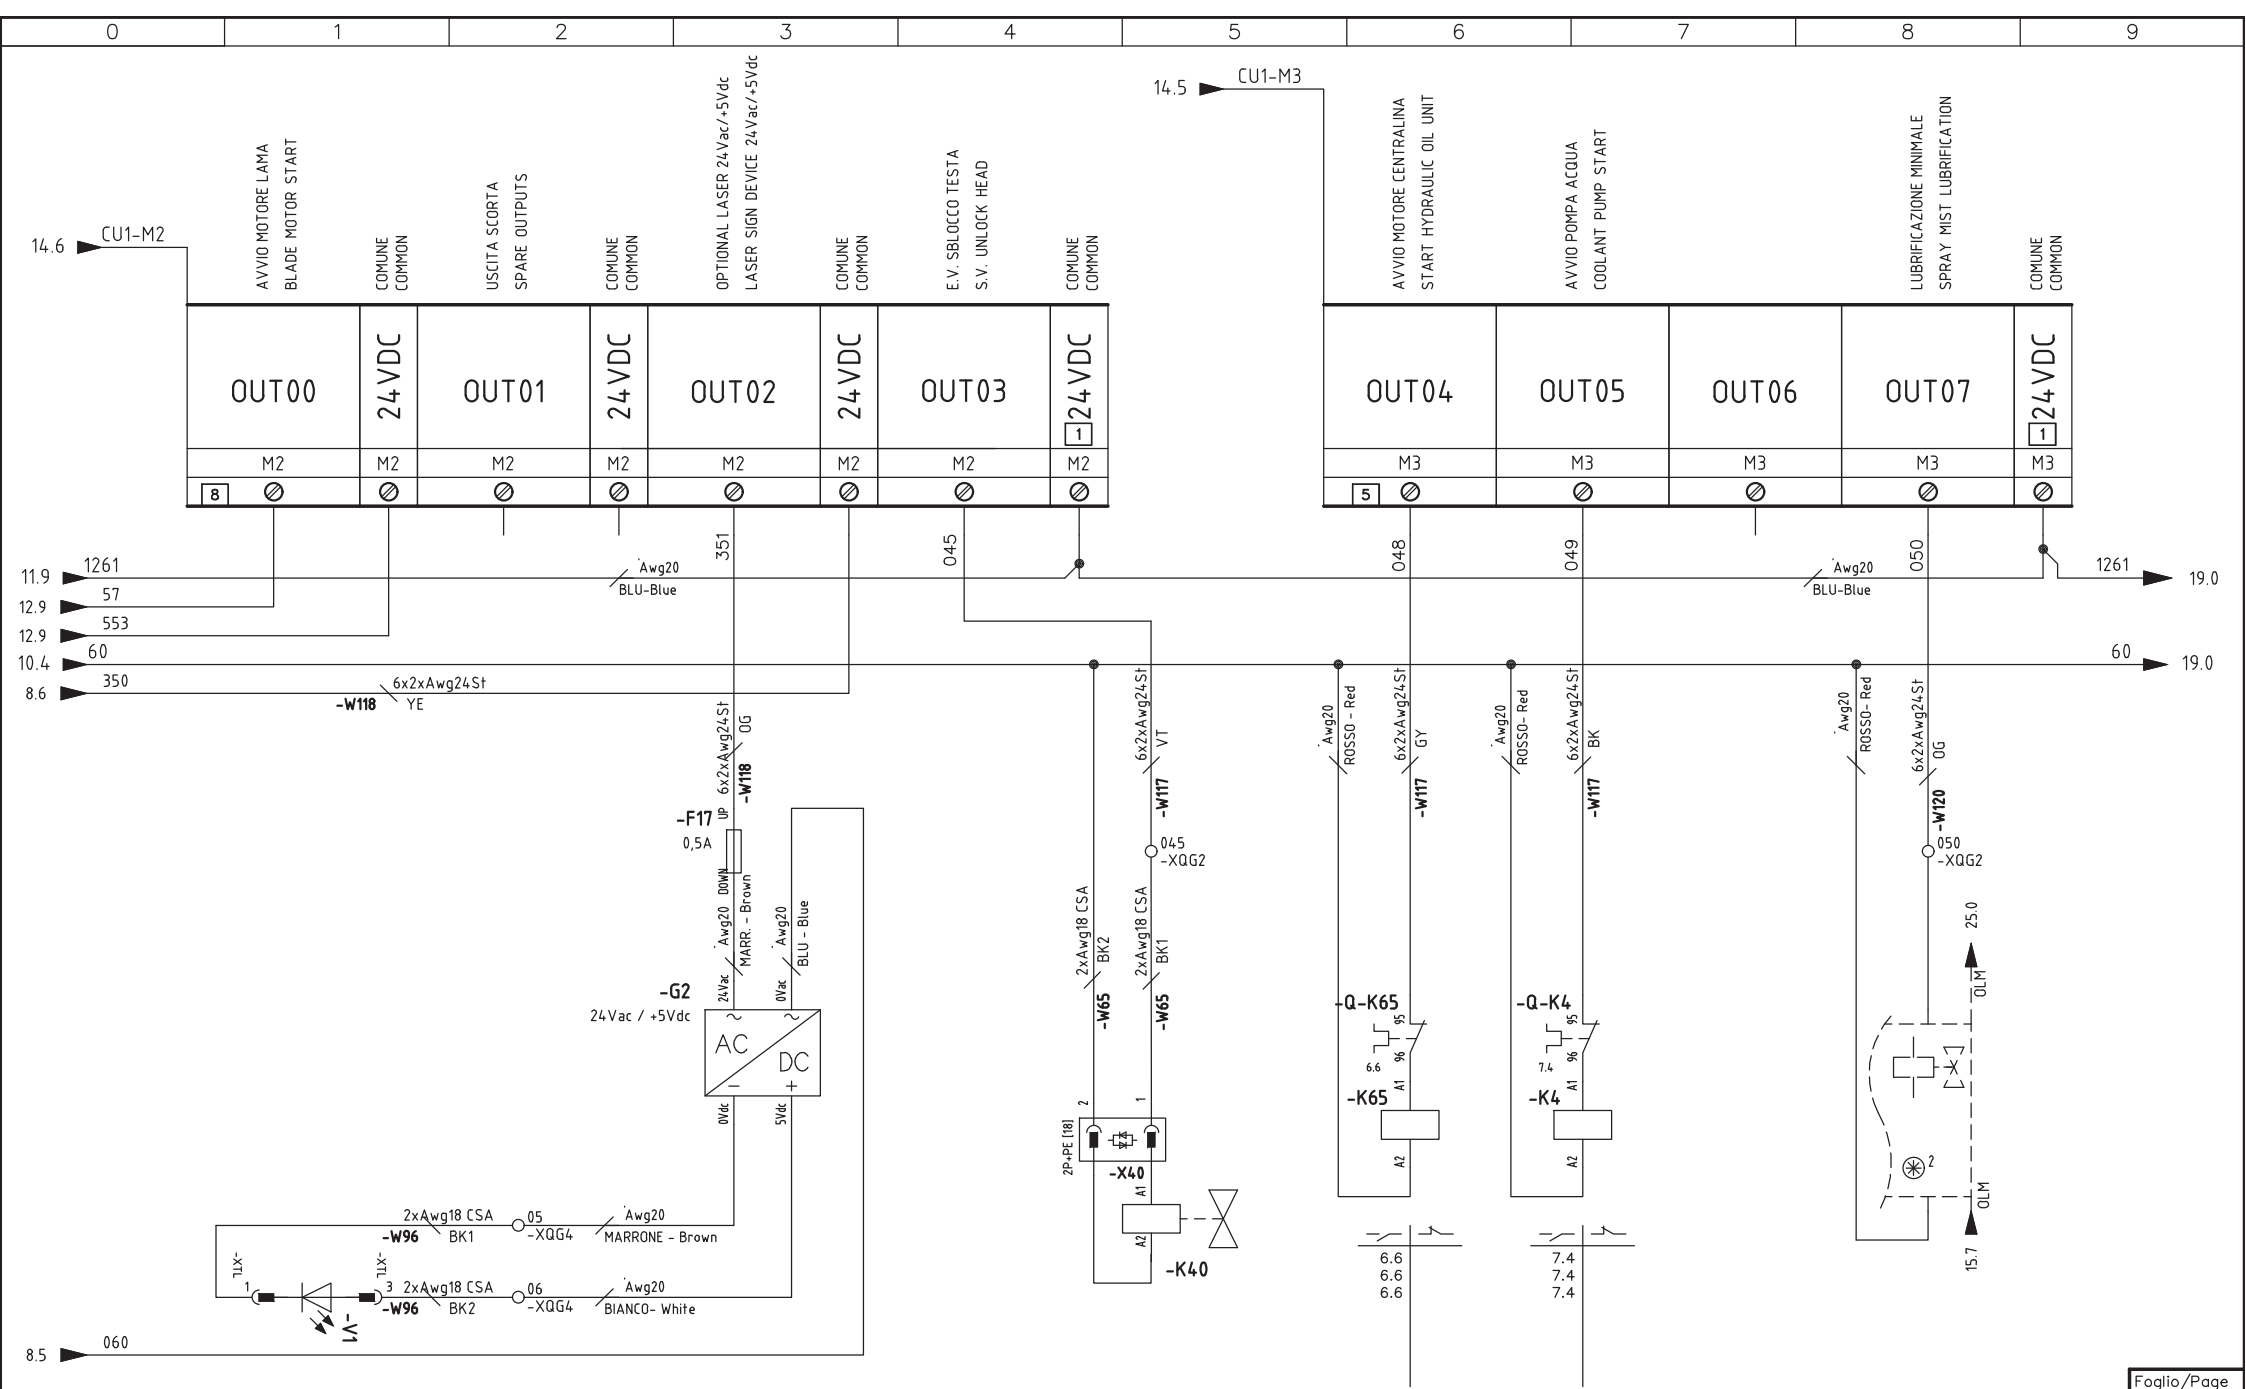 0 1 2 3 4 5 6 7 8 9
14.6 CU1-M2
14.5 CU1-M3
AVVIO MOTORE LAMA
BLADE MOTOR START
COMUNE
COMMON
USCITA SCORTA
SPARE OUTPUTS
COMUNE
COMMON
OPTIONAL LASER 24Vac/+5Vdc
LASER SIGN DEVICE 24Vac/+5Vdc
COMUNE
COMMON
E.V. SBLOCCO TESTA
S.V. UNLOCK HEAD
COMUNE
COMMON
AVVIO MOTORE CENTRALINA
START HYDRAULIC OIL UNIT
AVVIO POMPA ACQUA
COOLANT PUMP START
LUBRIFICAZIONE MINIMALE
SPRAY MIST LUBRIFICATION
COMUNE
COMMON
OUT00 24VDC OUT01 24VDC OUT02 24VDC OUT03 24VDC
1
M2 M2 M2 M2 M2 M2 M2 M2
8
OUT04 OUT05 OUT06 OUT07 24VDC
1
M3 M3 M3 M3 M3
5
351 045 048 049 050
11.9 1261
Awg20
BLU-Blue
Awg20
BLU-Blue
1261 19.0
12.9 57
12.9 553
10.4 60
60 19.0
8.6 350
-W118
6x2xAwg24St
YE
6x2xAwg24St
OG
-W118
-F17
0,5A
UP
DOWN
Awg20
MARR. - Brown
Awg20
BLU - Blue
-G2
24Vac / +5Vdc
24Vac
0Vac
AC
DC
- +
0Vdc
5Vdc
2xAwg18 CSA
-W96 BK1
05
-XQG4
Awg20
MARRONE - Brown
-XTL
1
-XTL
3
2xAwg18 CSA
-W96 BK2
06
-XQG4
Awg20
BIANCO- White
-V1
8.5 060
6x2xAwg24St
VT
-W117
045
-XQG2
2xAwg18 CSA
BK2
-W65
2xAwg18 CSA
BK1
-W65
2 1
2P+PE [18]
-X40
A1
A2
-K40
Awg20
ROSSO - Red
6x2xAwg24St
GY
-W117
-Q-K65
95
96
6.6
A1
-K65
A2
6.6
6.6
6.6
Awg20
ROSSO- Red
6x2xAwg24St
BK
-W117
-Q-K4
95
96
7.4
A1
-K4
A2
7.4
7.4
7.4
Awg20
ROSSO- Red
6x2xAwg24St
OG
-W120
050
-XQG2
25.0
OLM
2
OLM
15.7
Foglio/Page